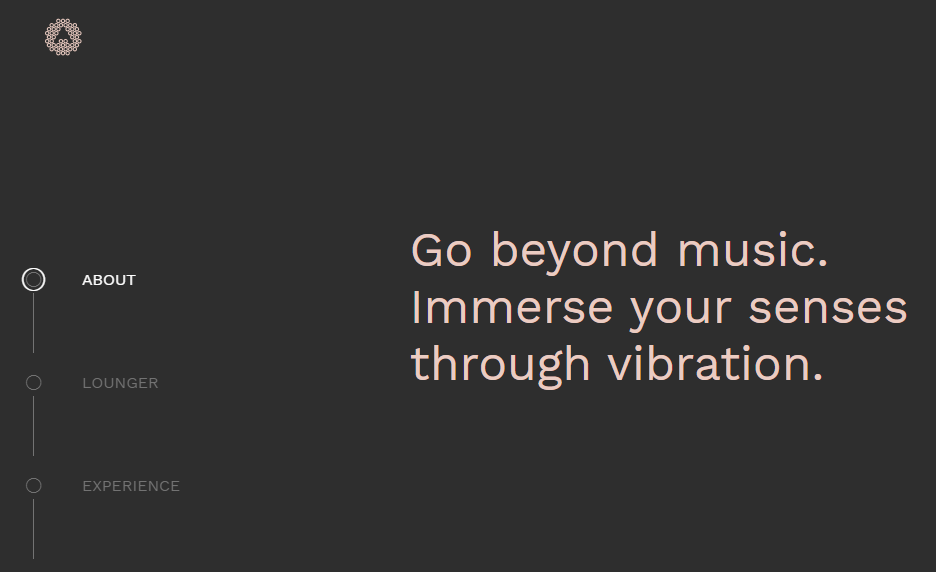 ABOUT
LOUNGER
EXPERIENCE
Go beyond music.
Immerse your senses
through vibration.